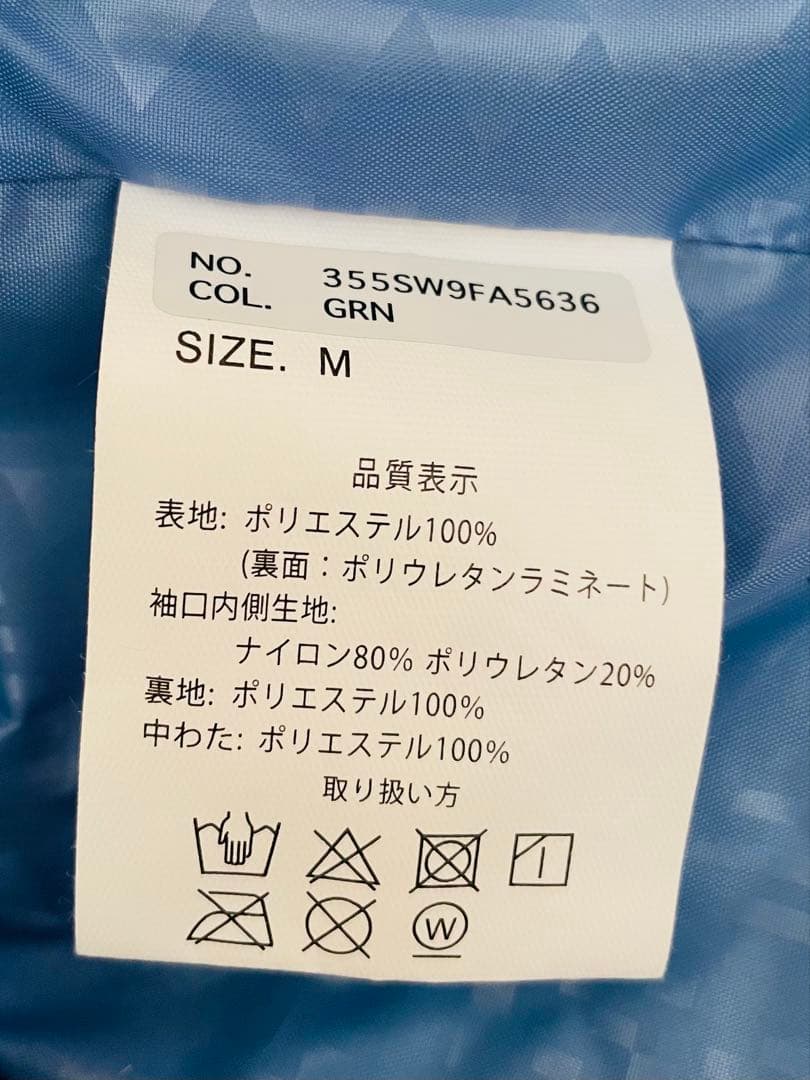 NO. 355SW9FA5636
COL. GRN
SIZE. M
品質表示
表地: ポリエステル100%
(裏面：ポリウレタンラミネート)
袖口内側生地:
ナイロン80% ポリウレタン20%
裏地: ポリエステル100%
中わた: ポリエステル100%
取り扱い方
W